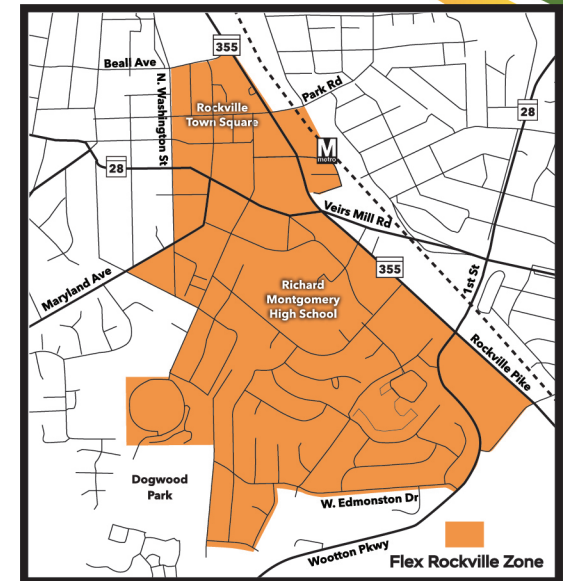 355
Beall Ave
N. Washington St
Park Rd
Rockville
Town Square
28
M
metro
28
Veirs Mill Rd
355
1st St
Maryland Ave
Richard
Montgomery
High School
Rockville Pike
Dogwood
Park
W. Edmonston Dr
Wootton Pkwy
Flex Rockville Zone